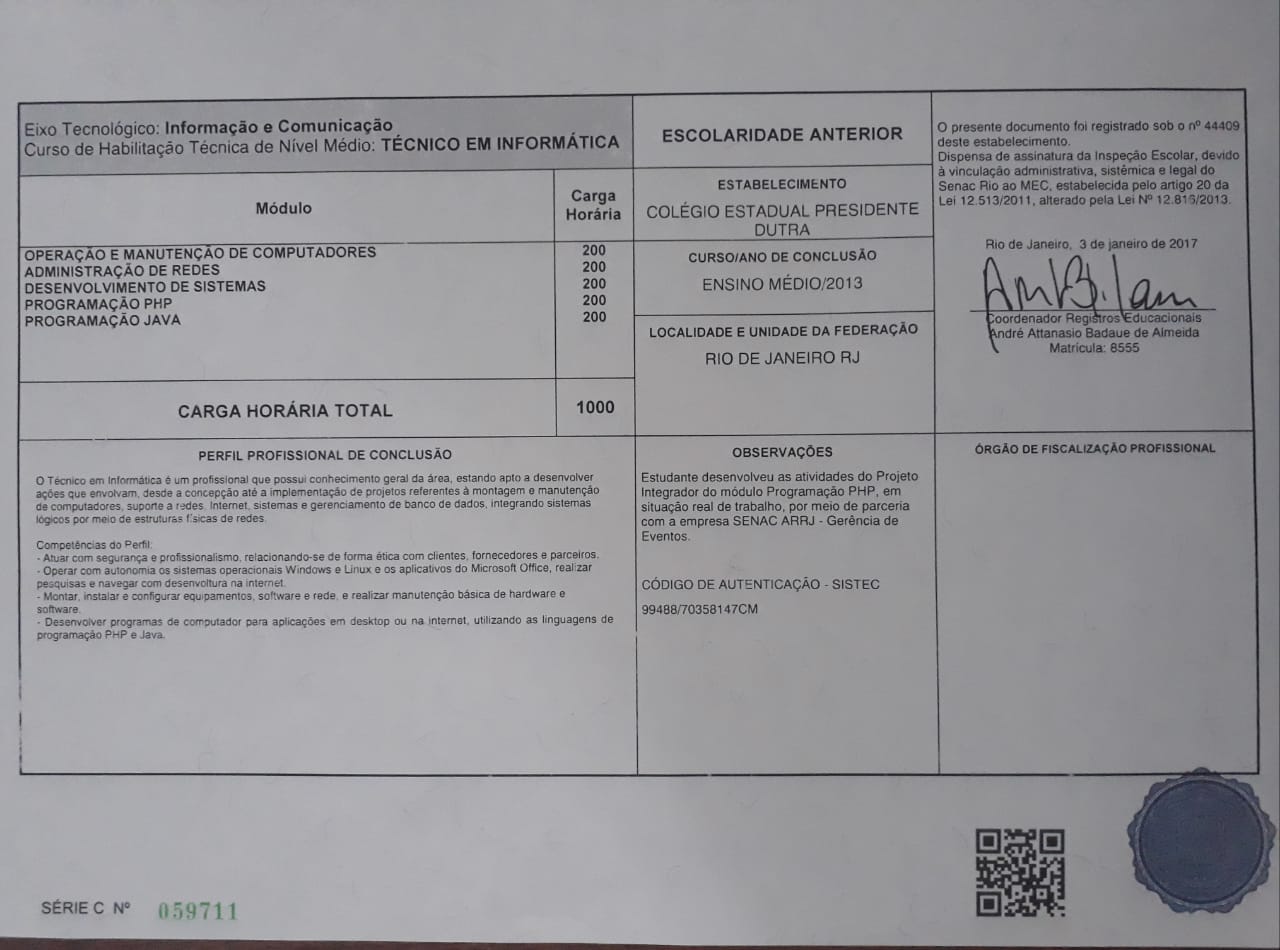 Eixo Tecnológico: Informação e Comunicação
Curso de Habilitação Técnica de Nível Médio: TÉCNICO EM INFORMÁTICA
Módulo
Carga
Horária
OPERAÇÃO E MANUTENÇÃO DE COMPUTADORES 200
ADMINISTRAÇÃO DE REDES 200
DESENVOLVIMENTO DE SISTEMAS 200
PROGRAMAÇÃO PHP 200
PROGRAMAÇÃO JAVA 200
CARGA HORÁRIA TOTAL 1000
ESCOLARIDADE ANTERIOR
ESTABELECIMENTO
COLÉGIO ESTADUAL PRESIDENTE
DUTRA
CURSO/ANO DE CONCLUSÃO
ENSINO MÉDIO/2013
LOCALIDADE E UNIDADE DA FEDERAÇÃO
RIO DE JANEIRO RJ
O presente documento foi registrado sob o nº 44409
deste estabelecimento.
Dispensa de assinatura da Inspeção Escolar, devido
à vinculação administrativa, sistêmica e legal do
Senac Rio ao MEC, estabelecida pelo artigo 20 da
Lei 12.513/2011, alterado pela Lei Nº 12.816/2013.
Rio de Janeiro, 3 de janeiro de 2017
Coordenador Registros Educacionais
André Attanasio Badaue de Almeida
Matrícula: 8555
PERFIL PROFISSIONAL DE CONCLUSÃO
O Técnico em Informática é um profissional que possui conhecimento geral da área, estando apto a desenvolver
ações que envolvam, desde a concepção até a implementação de projetos referentes à montagem e manutenção
de computadores, suporte a redes, Internet, sistemas e gerenciamento de banco de dados, integrando sistemas
lógicos por meio de estruturas físicas de redes.
Competências do Perfil:
- Atuar com segurança e profissionalismo, relacionando-se de forma ética com clientes, fornecedores e parceiros.
- Operar com autonomia os sistemas operacionais Windows e Linux e os aplicativos do Microsoft Office, realizar
pesquisas e navegar com desenvoltura na internet.
- Montar, instalar e configurar equipamentos, software e rede, e realizar manutenção básica de hardware e
software.
- Desenvolver programas de computador para aplicações em desktop ou na Internet, utilizando as linguagens de
programação PHP e Java.
OBSERVAÇÕES
Estudante desenvolveu as atividades do Projeto
Integrador do módulo Programação PHP, em
situação real de trabalho, por meio de parceria
com a empresa SENAC ARRJ - Gerência de
Eventos.
CÓDIGO DE AUTENTICAÇÃO - SISTEC
99488/70358147CM
ÓRGÃO DE FISCALIZAÇÃO PROFISSIONAL
SÉRIE C Nº 059711